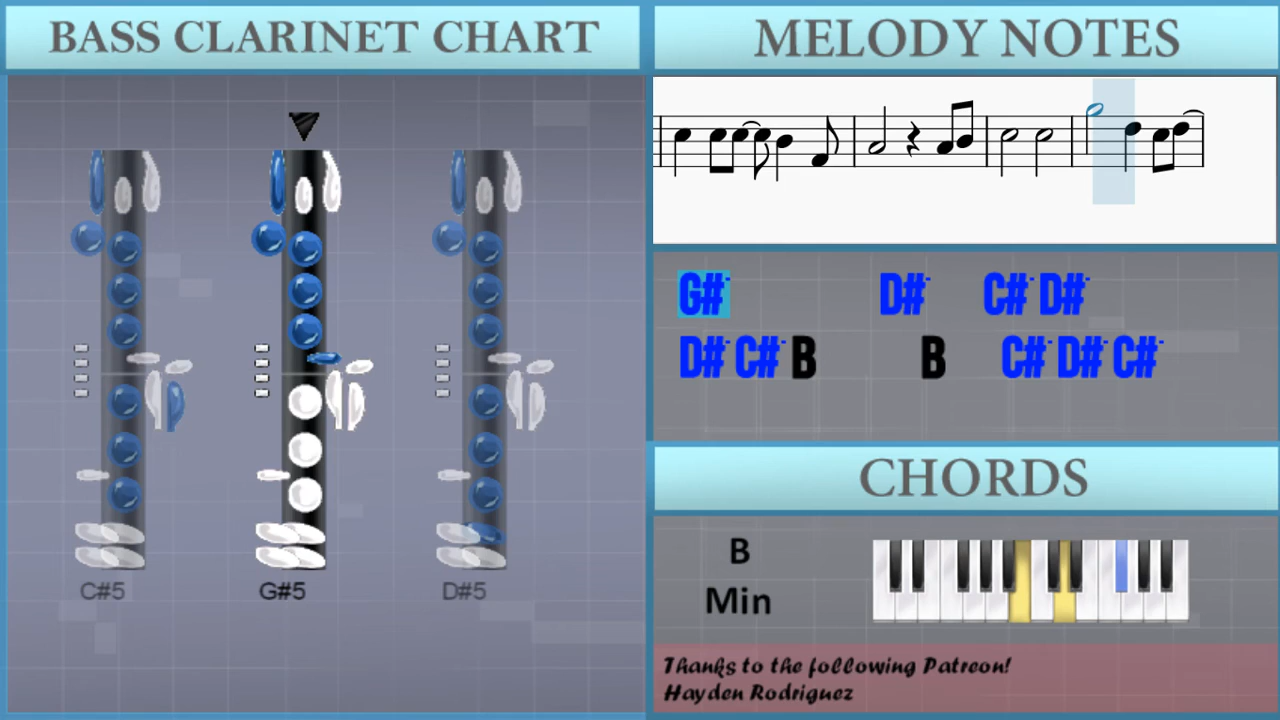 BASS CLARINET CHART
C#5 G#5 D#5
MELODY NOTES
G#- D#- C#- D#-
D#- C#- B B C#- D#- C#-
CHORDS
B
Min
Thanks to the following Patreon!
Hayden Rodriguez